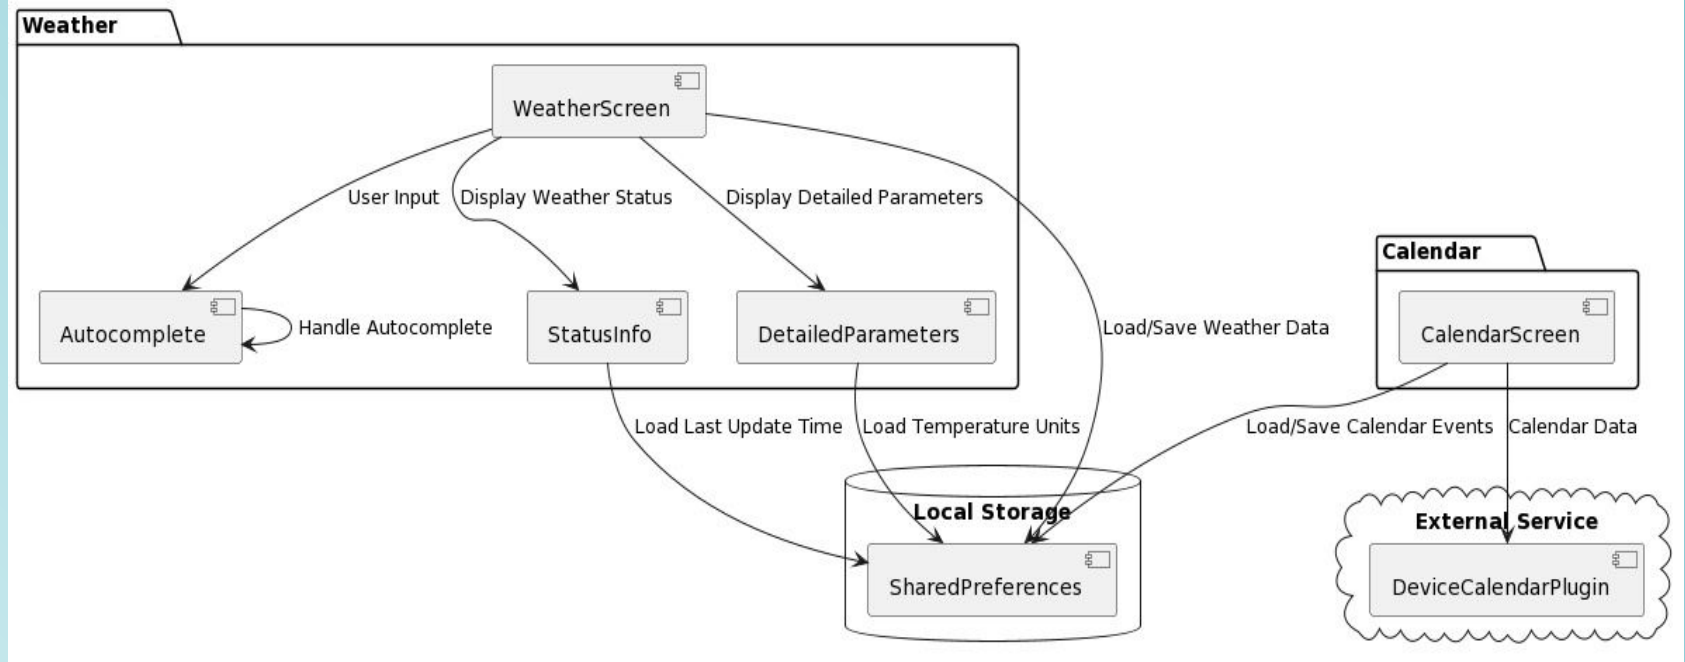 Weather
WeatherScreen
User Input
Display Weather Status
Display Detailed Parameters
Calendar
Autocomplete
Handle Autocomplete
StatusInfo
DetailedParameters
Load/Save Weather Data
CalendarScreen
Load Last Update Time
Load Temperature Units
Load/Save Calendar Events
Calendar Data
Local Storage
External Service
SharedPreferences
DeviceCalendarPlugin